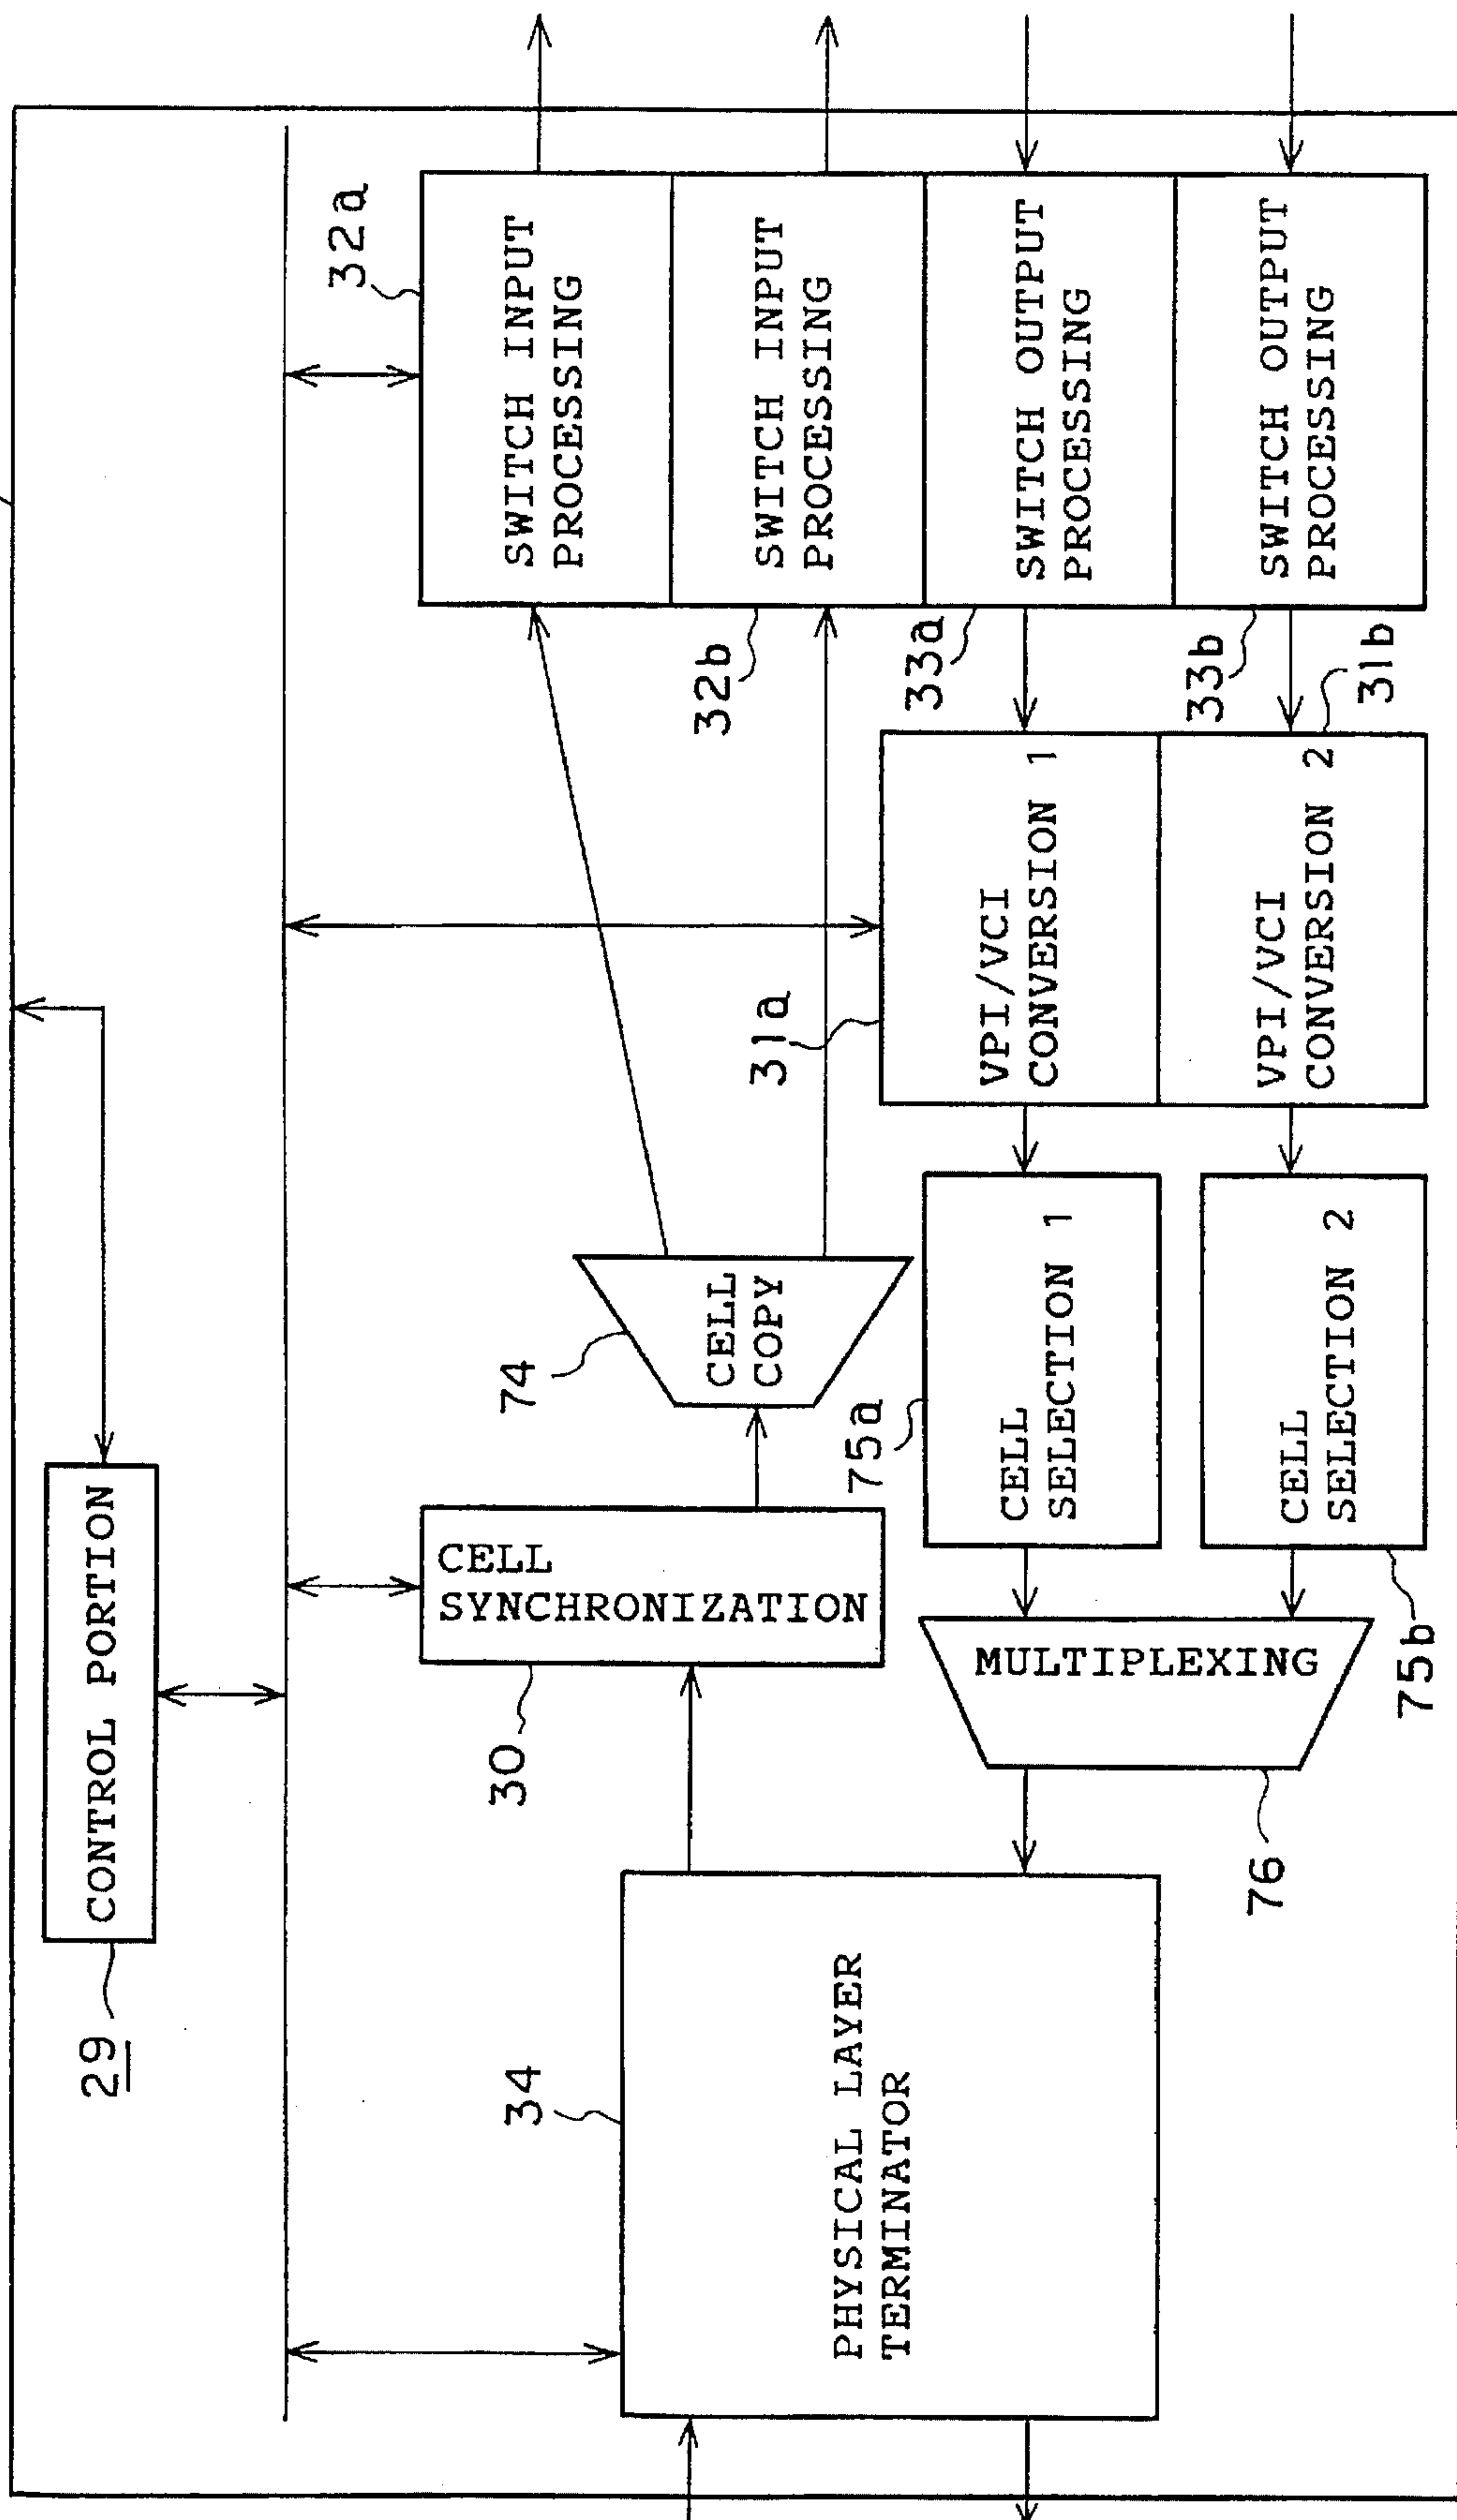 29
CONTROL PORTION
34
PHYSICAL LAYER
TERMINATOR
30
CELL
SYNCHRONIZATION
74
CELL
COPY
32a
SWITCH INPUT
PROCESSING
32b
SWITCH INPUT
PROCESSING
33a
SWITCH OUTPUT
PROCESSING
33b
SWITCH OUTPUT
PROCESSING
31a
VPI/VCI
CONVERSION 1
31b
VPI/VCI
CONVERSION 2
75a
CELL
SELECTION 1
75b
CELL
SELECTION 2
MULTIPLEXING
76